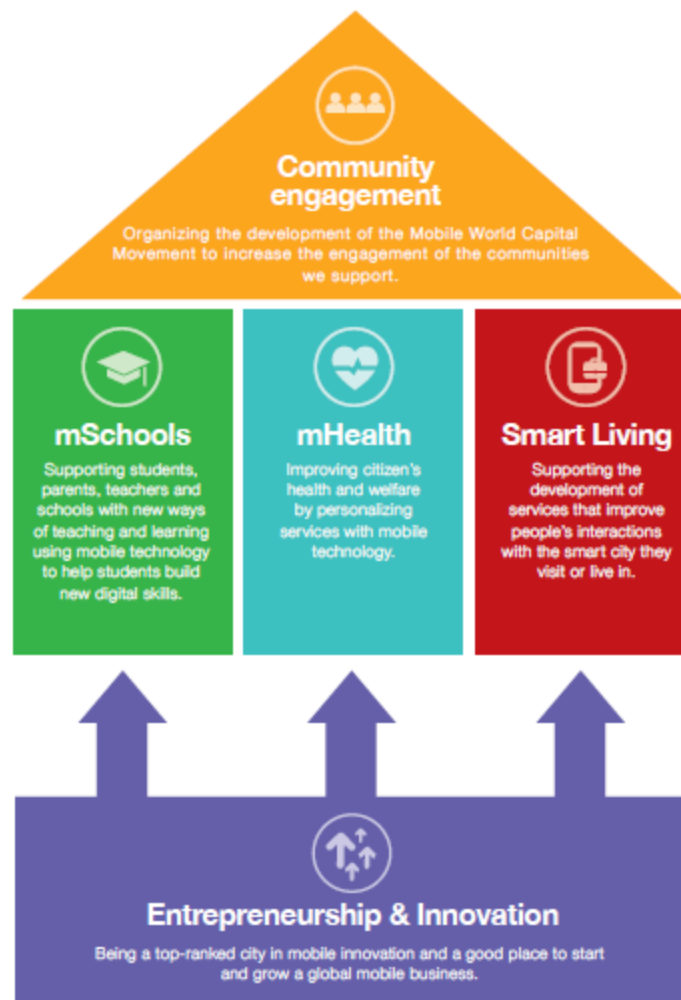 Community
engagement
Organizing the development of the Mobile World Capital
Movement to increase the engagement of the communities
we support.
mSchools
Supporting students,
parents, teachers and
schools with new ways
of teaching and learning
using mobile technology
to help students build
new digital skills.
mHealth
Improving citizen's
health and welfare
by personalizing
services with mobile
technology.
Smart Living
Supporting the
development of
services that improve
people's interactions
with the smart city they
visit or live in.
Entrepreneurship & Innovation
Being a top-ranked city in mobile innovation and a good place to start
and grow a global mobile business.